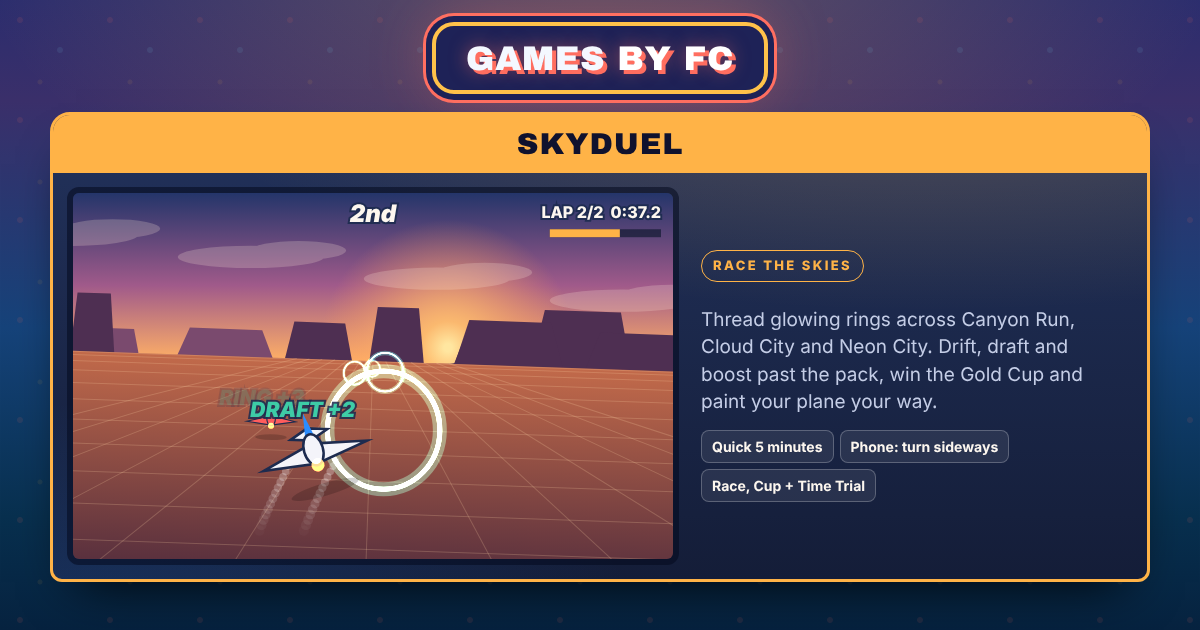 GAMES BY FC
SKYDUEL
2nd
LAP 2/2 0:37.2
RING +2
DRAFT +2
RACE THE SKIES
Thread glowing rings across Canyon Run,
Cloud City and Neon City. Drift, draft and
boost past the pack, win the Gold Cup and
paint your plane your way.
Quick 5 minutes
Phone: turn sideways
Race, Cup + Time Trial